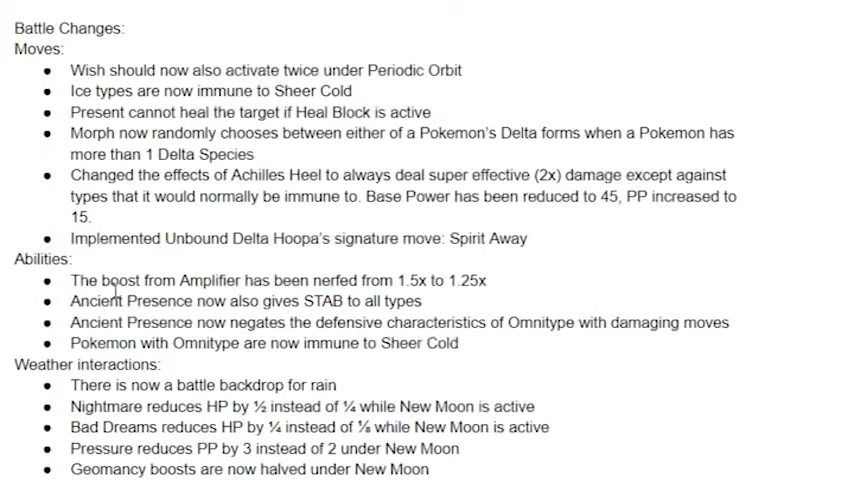 Battle Changes:
Moves:
● Wish should now also activate twice under Periodic Orbit
● Ice types are now immune to Sheer Cold
● Present cannot heal the target if Heal Block is active
● Morph now randomly chooses between either of a Pokemon's Delta forms when a Pokemon has
more than 1 Delta Species
● Changed the effects of Achilles Heel to always deal super effective (2x) damage except against
types that it would normally be immune to. Base Power has been reduced to 45, PP increased to
15.
● Implemented Unbound Delta Hoopa's signature move: Spirit Away
Abilities:
● The boost from Amplifier has been nerfed from 1.5x to 1.25x
● Ancient Presence now also gives STAB to all types
● Ancient Presence now negates the defensive characteristics of Omnitype with damaging moves
● Pokemon with Omnitype are now immune to Sheer Cold
Weather interactions:
● There is now a battle backdrop for rain
● Nightmare reduces HP by ½ instead of ¼ while New Moon is active
● Bad Dreams reduces HP by ¼ instead of ⅛ while New Moon is active
● Pressure reduces PP by 3 instead of 2 under New Moon
● Geomancy boosts are now halved under New Moon